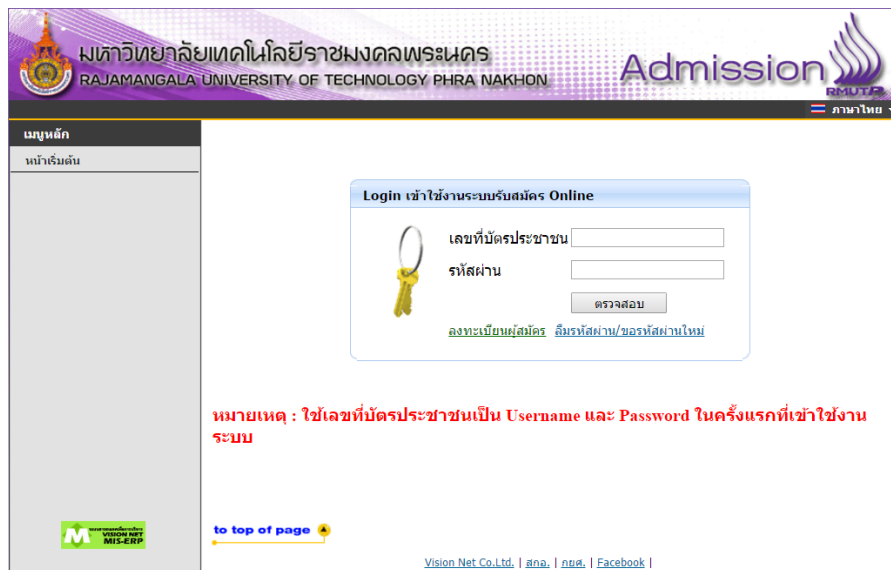 มหาวิทยาลัยเทคโนโลยีราชมงคลพระนคร
RAJAMANGALA UNIVERSITY OF TECHNOLOGY PHRA NAKHON
Admission
RMUTP
ภาษาไทย
เมนูหลัก
หน้าเริ่มต้น
Login เข้าใช้งานระบบรับสมัคร Online
เลขที่บัตรประชาชน
รหัสผ่าน
ตรวจสอบ
ลงทะเบียนผู้สมัคร ลืมรหัสผ่าน/ขอรหัสผ่านใหม่
หมายเหตุ : ใช้เลขที่บัตรประชาชนเป็น Username และ Password ในครั้งแรกที่เข้าใช้งาน
ระบบ
VISION NET
MIS-ERP
to top of page
Vision Net Co.Ltd. | สกอ. | กยศ. | Facebook |